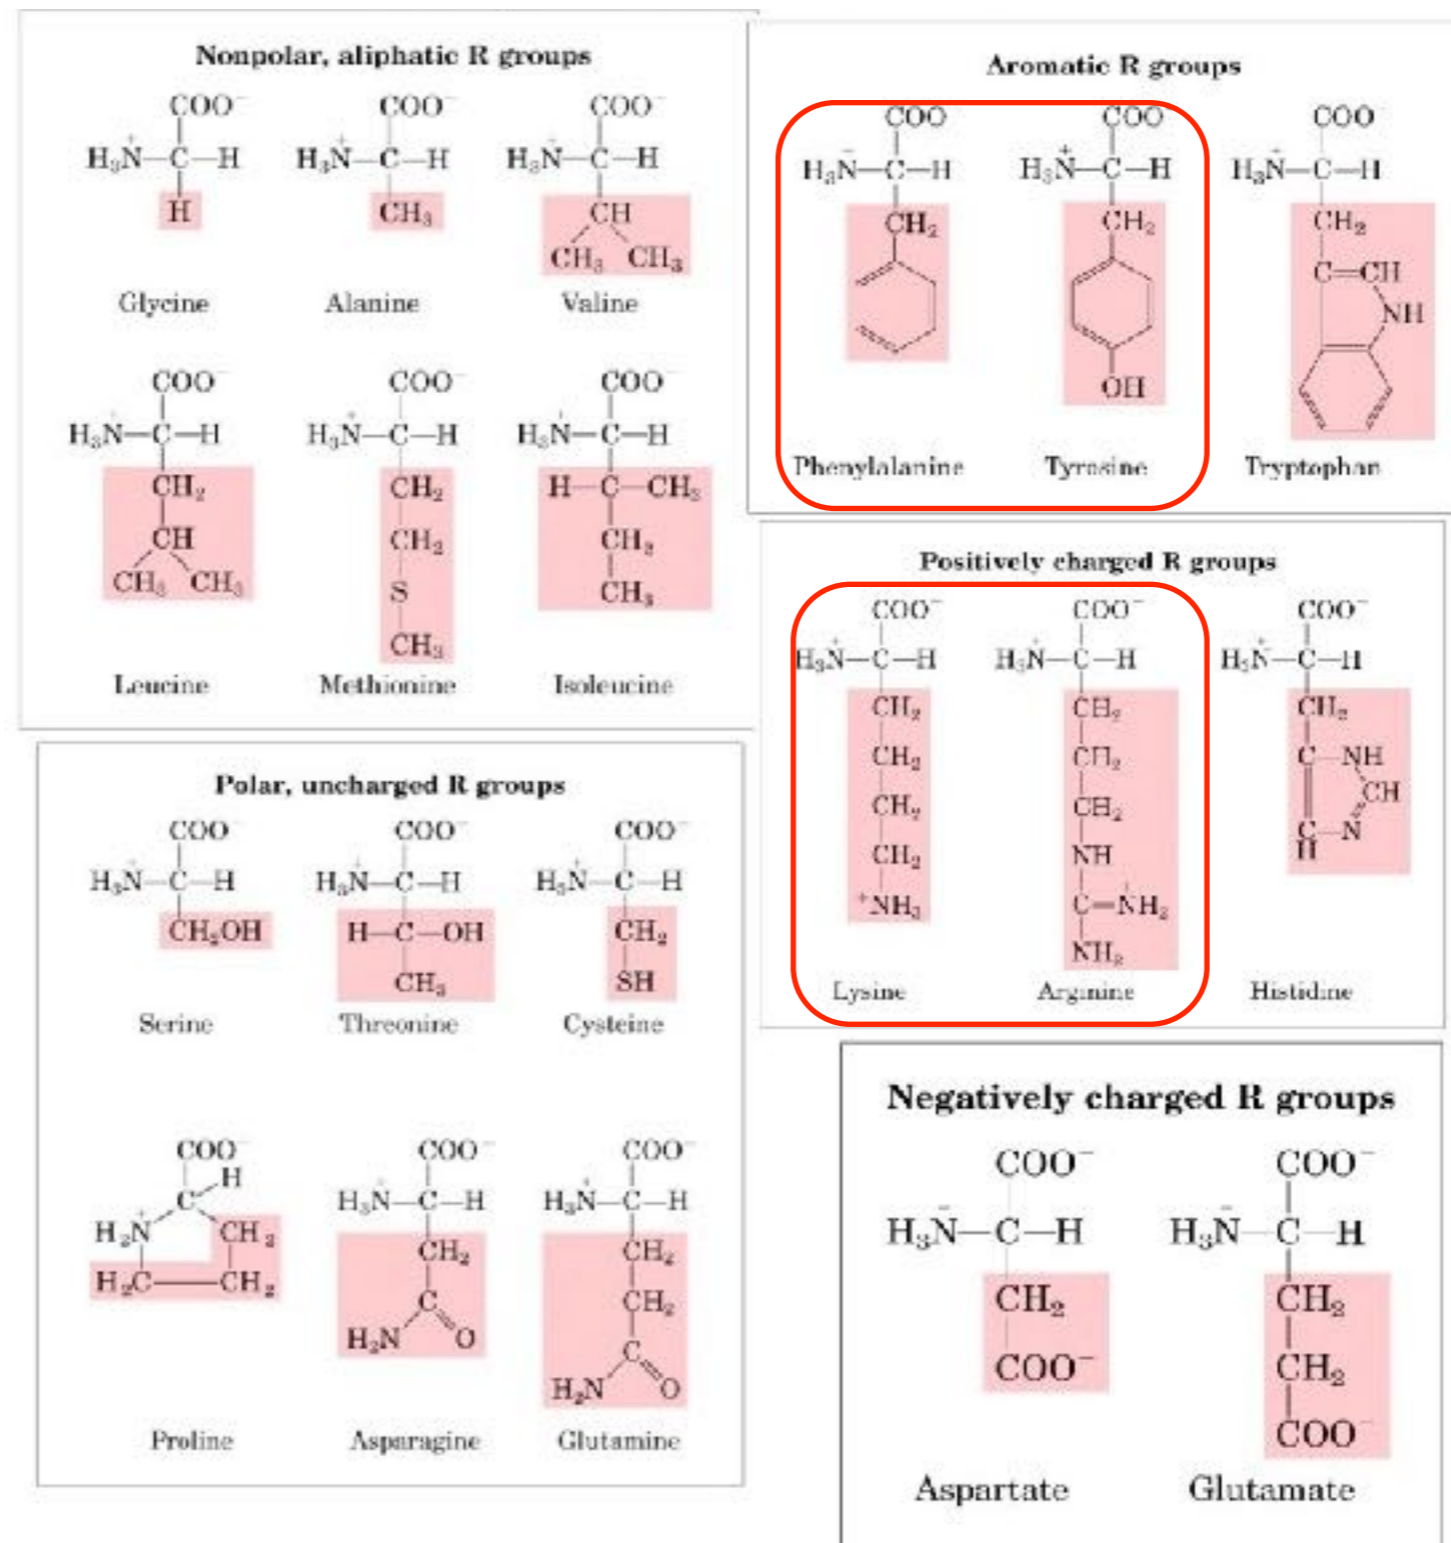 Nonpolar, aliphatic R groups
COO⁻ COO⁻ COO⁻
H₃N⁺—C—H H₃N⁺—C—H H₃N⁻—C—H
H CH₃ CH
CH₃ CH₃
Glycine Alanine Valine
COO⁻ COO⁻ COO⁻
H₃N⁺—C—H H₃N⁺—C—H H₃N⁺—C—H
CH₂ CH₂ H—C—CH₃
CH CH₂ CH₂
CH₃ CH₃ S CH₃
CH₃
Leucine Methionine Isoleucine
Aromatic R groups
COO COO COO⁻
H₃N⁻—C—H H₃N⁺—C—H H₃N⁺—C—H
CH₂ CH₂ CH₂
C=CH
NH
OH
Phenylalanine Tyrosine Tryptophan
Positively charged R groups
COO⁻ COO⁻ COO⁻
H₃N⁺—C—H H₃N⁺—C—H H₃N⁺—C—H
CH₂ CH₂ CH₂
CH₂ CH₂ C—NH
CH₂ CH₂ CH
CH₂ NH C—N
H
⁺NH₃ C=N⁺H₂
NH₂
Lysine Arginine Histidine
Polar, uncharged R groups
COO⁻ COO⁻ COO⁻
H₃N⁺—C—H H₃N⁺—C—H H₃N⁺—C—H
CH₂OH H—C—OH CH₂
CH₃ SH
Serine Threonine Cysteine
COO⁻ COO⁻ COO⁻
H
C H₃N⁺—C—H H₃N⁺—C—H
H₂N⁺ CH₂ CH₂ CH₂
H₂C—CH₂ C CH₂
H₂N O C
H₂N O
Proline Asparagine Glutamine
Negatively charged R groups
COO⁻ COO⁻
H₃N⁻—C—H H₃N⁻—C—H
CH₂ CH₂
COO⁻ CH₂
COO⁻
Aspartate Glutamate